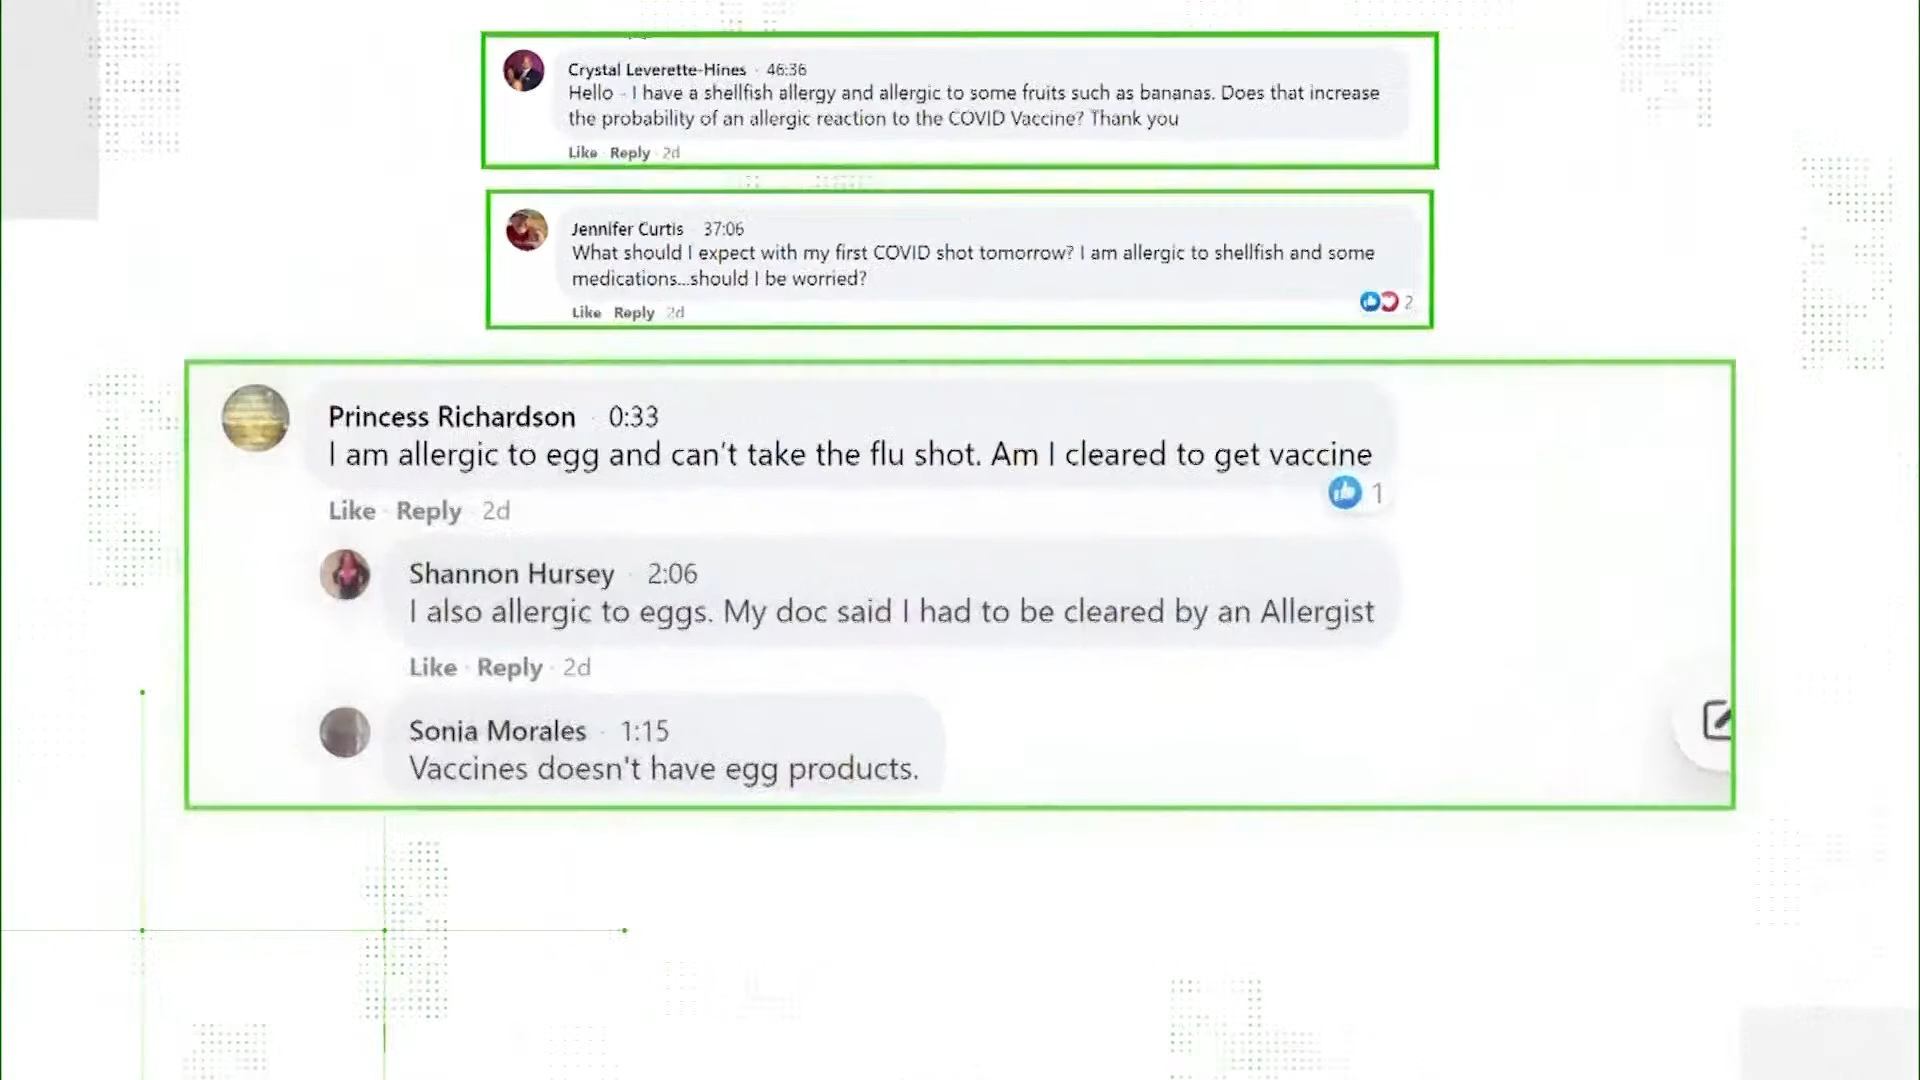 Crystal Leverette-Hines · 46:36
Hello - I have a shellfish allergy and allergic to some fruits such as bananas. Does that increase
the probability of an allergic reaction to the COVID Vaccine? Thank you
Like · Reply · 2d
Jennifer Curtis · 37:06
What should I expect with my first COVID shot tomorrow? I am allergic to shellfish and some
medications...should I be worried?
2
Like · Reply · 2d
Princess Richardson · 0:33
I am allergic to egg and can't take the flu shot. Am I cleared to get vaccine
1
Like · Reply · 2d
Shannon Hursey · 2:06
I also allergic to eggs. My doc said I had to be cleared by an Allergist
Like · Reply · 2d
Sonia Morales · 1:15
Vaccines doesn't have egg products.